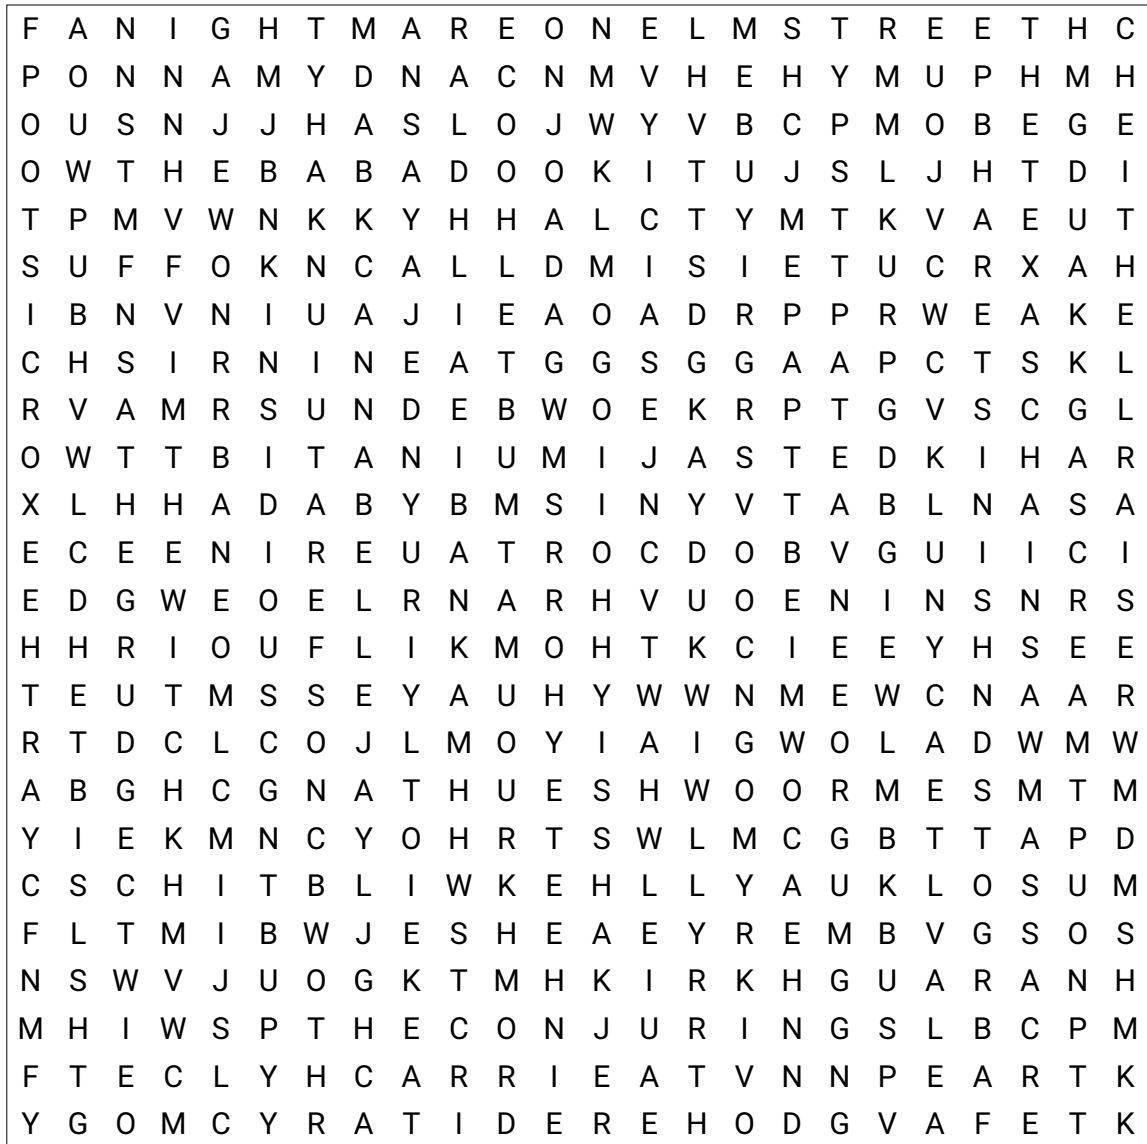 F A N I G H T M A R E O N E L M S T R E E T H C
P O N N A M Y D N A C N M V H E H Y M U P H M H
O U S N J J H A S L O J W Y V B C P M O B E G E
O W T H E B A B A D O O K I T U J S L J H T D I
T P M V W N K K Y H H A L C T Y M T K V A E U T
S U F F O K N C A L L D M I S I E T U C R X A H
I B N V N I U A J I E A O A D R P P R W E A K E
C H S I R N I N E A T G G S G G A A P C T S K L
R V A M R S U N D E B W O E K R P T G V S C G L
O W T T B I T A N I U M I J A S T E D K I H A R
X L H H A D A B Y B M S I N Y V T A B L N A S A
E C E E N I R E U A T R O C D O B V G U I I C I
E D G W E O E L R N A R H V U O E N I N S N R S
H H R I O U F L I K M O H T K C I E E Y H S E E
T E U T M S S E Y A U H Y W W N M E W C N A A R
R T D C L C O J L M O Y I A I G W O L A D W M W
A B G H C G N A T H U E S H W O O R M E S M T M
Y I E K M N C Y O H R T S W L M C G B T T A P D
C S C H I T B L I W K E H L L Y A U K L O S U M
F L T M I B W J E S H E A E Y R E M B V G S O S
N S W V J U O G K T M H K I R K H G U A R A N H
M H I W S P T H E C O N J U R I N G S L B C P M
F T E C L Y H C A R R I E A T V N N P E A R T K
Y G O M C Y R A T I D E R E H O D G V A F E T K